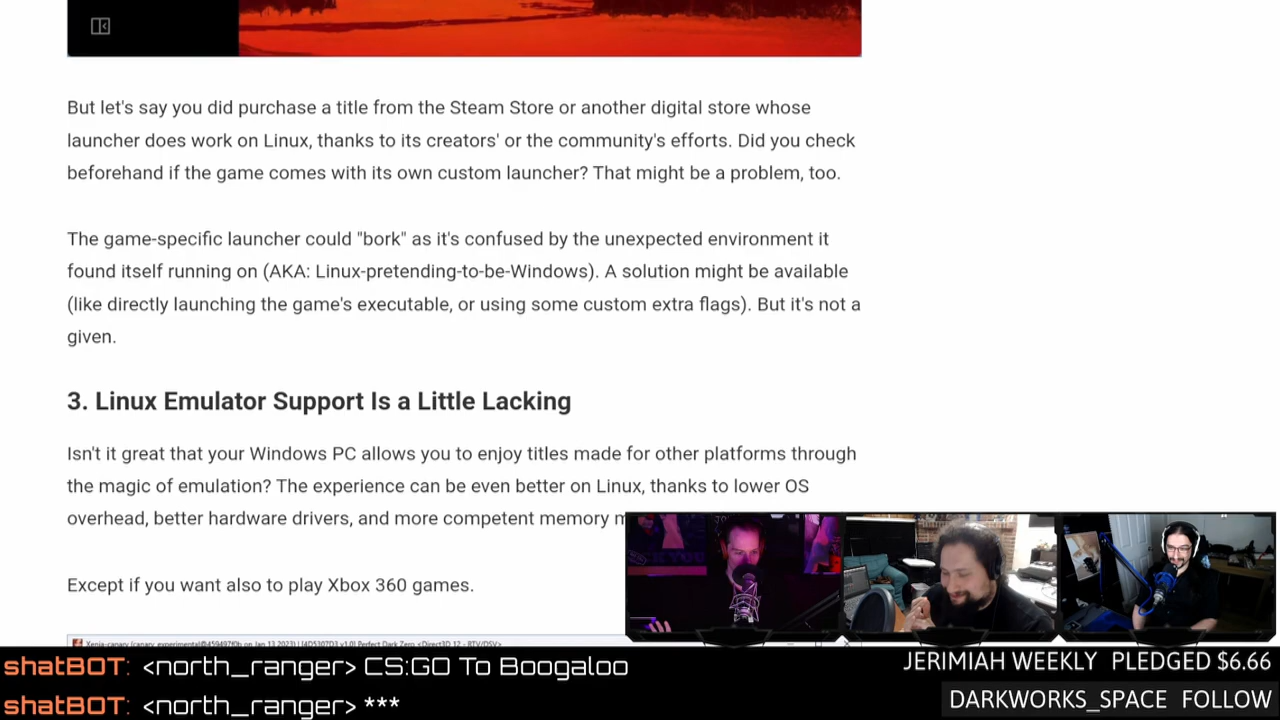 But let's say you did purchase a title from the Steam Store or another digital store whose
launcher does work on Linux, thanks to its creators' or the community's efforts. Did you check
beforehand if the game comes with its own custom launcher? That might be a problem, too.
The game-specific launcher could "bork" as it's confused by the unexpected environment it
found itself running on (AKA: Linux-pretending-to-be-Windows). A solution might be available
(like directly launching the game's executable, or using some custom extra flags). But it's not a
given.
3. Linux Emulator Support Is a Little Lacking
Isn't it great that your Windows PC allows you to enjoy titles made for other platforms through
the magic of emulation? The experience can be even better on Linux, thanks to lower OS
overhead, better hardware drivers, and more competent memory m
Except if you want also to play Xbox 360 games.
shatBOT: <north_ranger> CS:GO To Boogaloo
shatBOT: <north_ranger> ***
JERIMIAH WEEKLY PLEDGED $6.66
DARKWORKS_SPACE FOLLOW